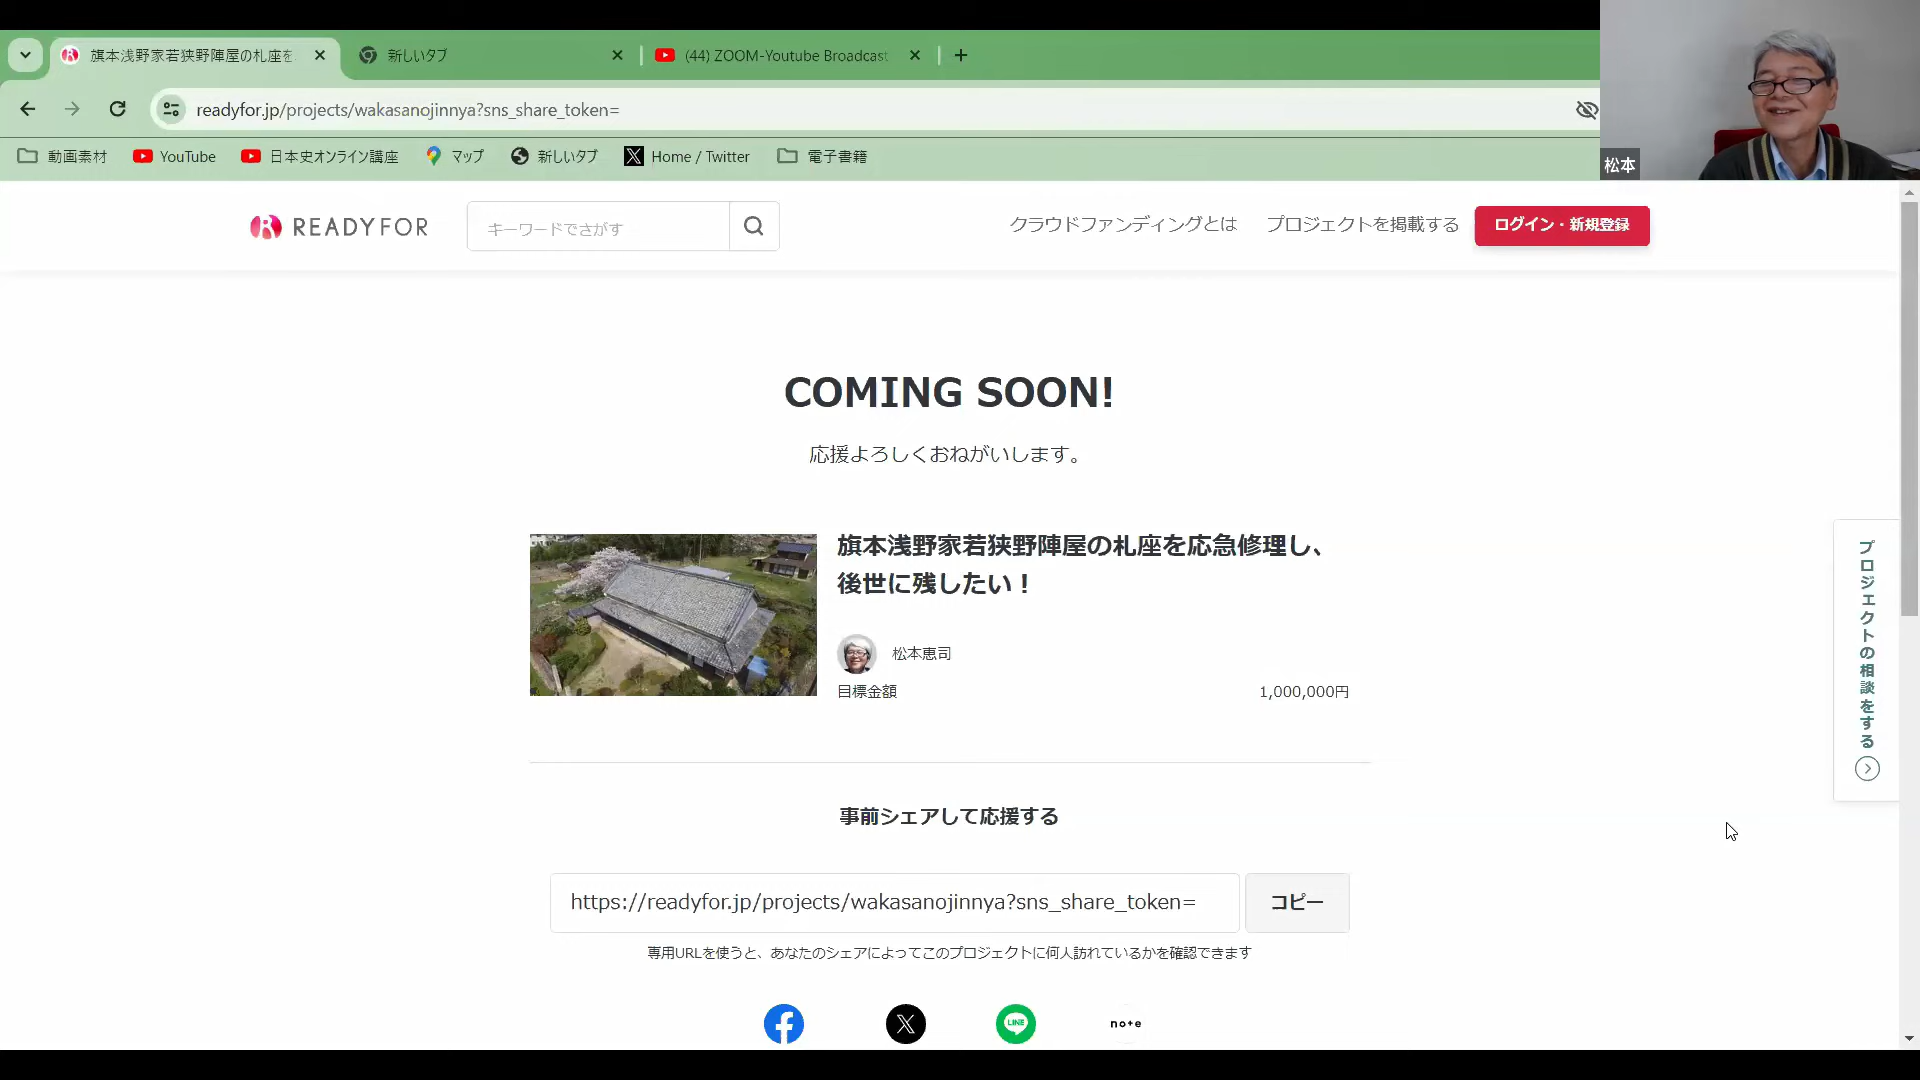 旗本浅野家若狭野陣屋の札座を
新しいタブ
(44) ZOOM-Youtube Broadcast
readyfor.jp/projects/wakasanojinnya?sns_share_token=
動画素材
YouTube
日本史オンライン講座
マップ
新しいタブ
Home / Twitter
電子書籍
松本
READYFOR
キーワードでさがす
クラウドファンディングとは
プロジェクトを掲載する
ログイン・新規登録
COMING SOON!
応援よろしくおねがいします。
旗本浅野家若狭野陣屋の札座を応急修理し、
後世に残したい！
松本恵司
目標金額
1,000,000円
プロジェクトの相談をする
事前シェアして応援する
https://readyfor.jp/projects/wakasanojinnya?sns_share_token=
コピー
専用URLを使うと、あなたのシェアによってこのプロジェクトに何人訪れているかを確認できます
LINE
note